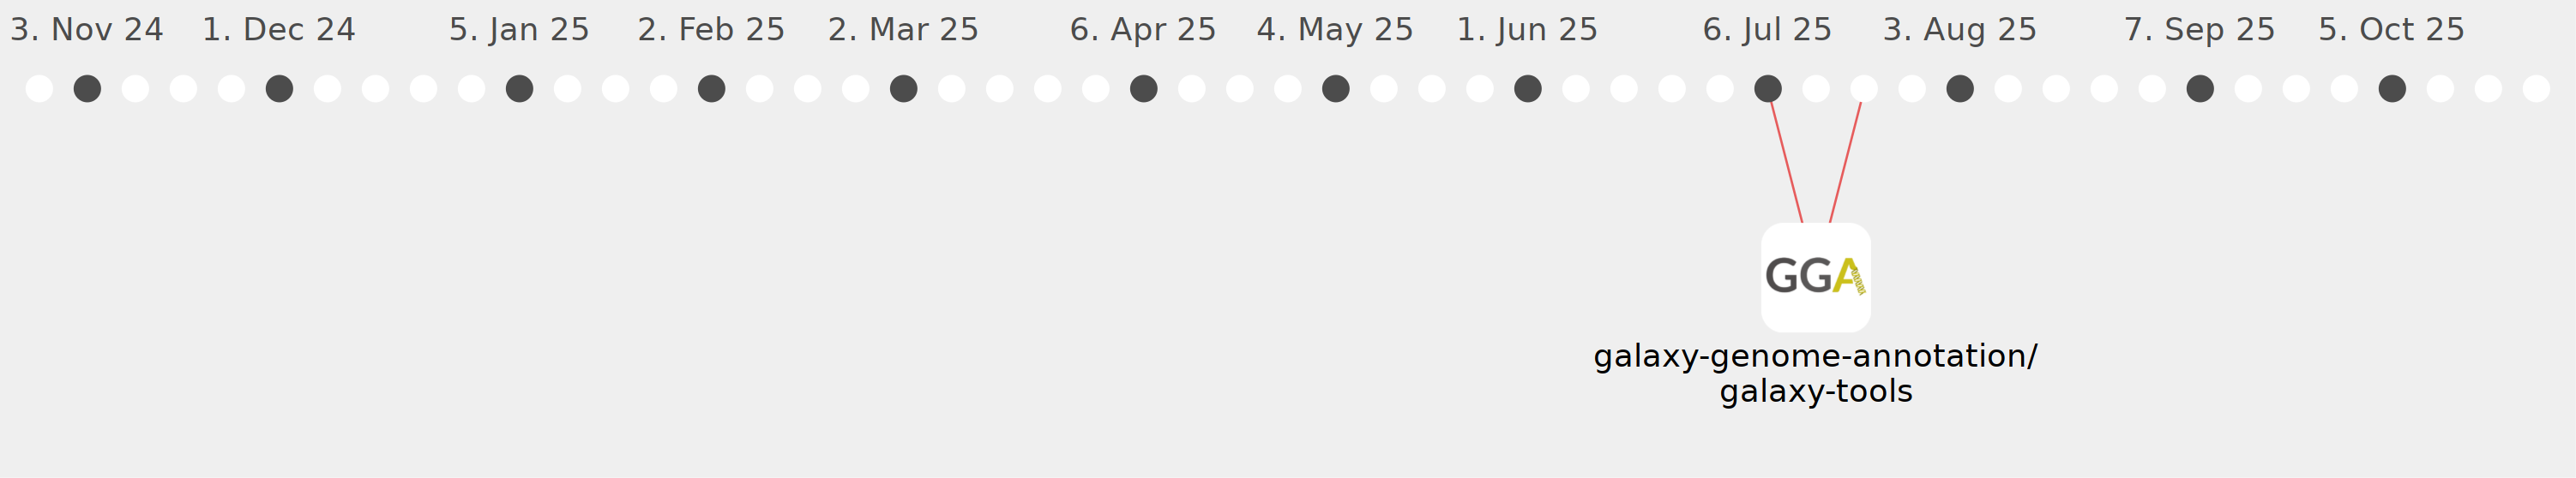 3. Nov 24 1. Dec 24 5. Jan 25 2. Feb 25 2. Mar 25 6. Apr 25 4. May 25 1. Jun 25 6. Jul 25 3. Aug 25 7. Sep 25 5. Oct 25
GGA
galaxy-genome-annotation/
galaxy-tools